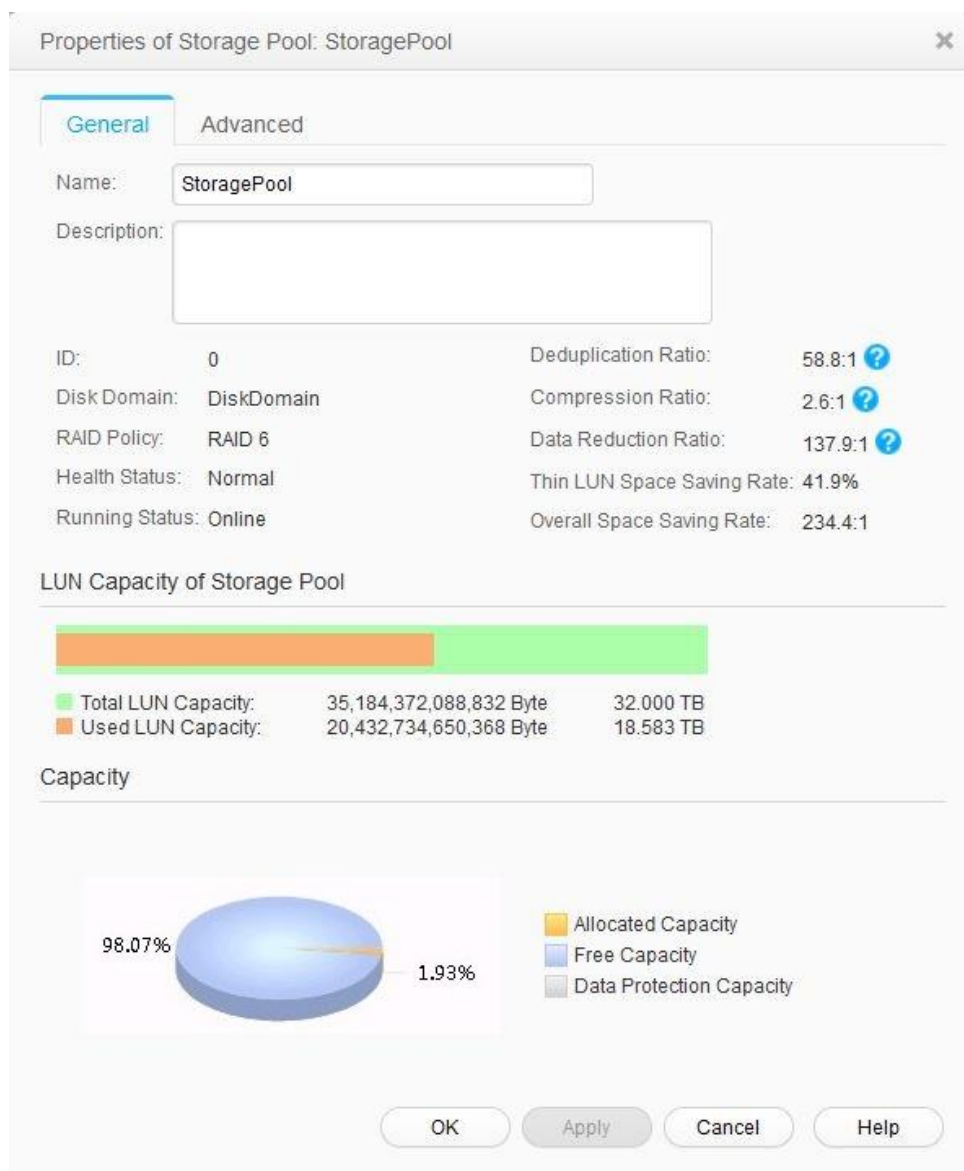 Properties of Storage Pool: StoragePool
General Advanced
Name: StoragePool
Description:
ID: 0
Disk Domain: DiskDomain
RAID Policy: RAID 6
Health Status: Normal
Running Status: Online
Deduplication Ratio: 58.8:1
Compression Ratio: 2.6:1
Data Reduction Ratio: 137.9:1
Thin LUN Space Saving Rate: 41.9%
Overall Space Saving Rate: 234.4:1
LUN Capacity of Storage Pool
Total LUN Capacity: 35,184,372,088,832 Byte 32.000 TB
Used LUN Capacity: 20,432,734,650,368 Byte 18.583 TB
Capacity
98.07%
1.93%
Allocated Capacity
Free Capacity
Data Protection Capacity
OK Apply Cancel Help